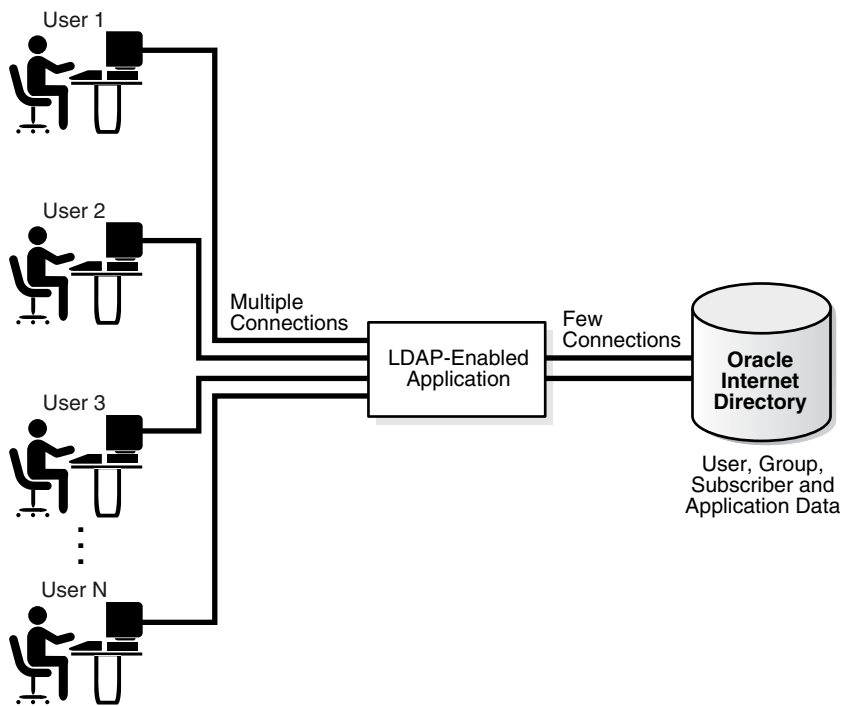 User 1
User 2
Multiple
Connections
LDAP-Enabled
Application
Few
Connections
Oracle
Internet
Directory
User, Group,
Subscriber and
Application Data
User 3
User N